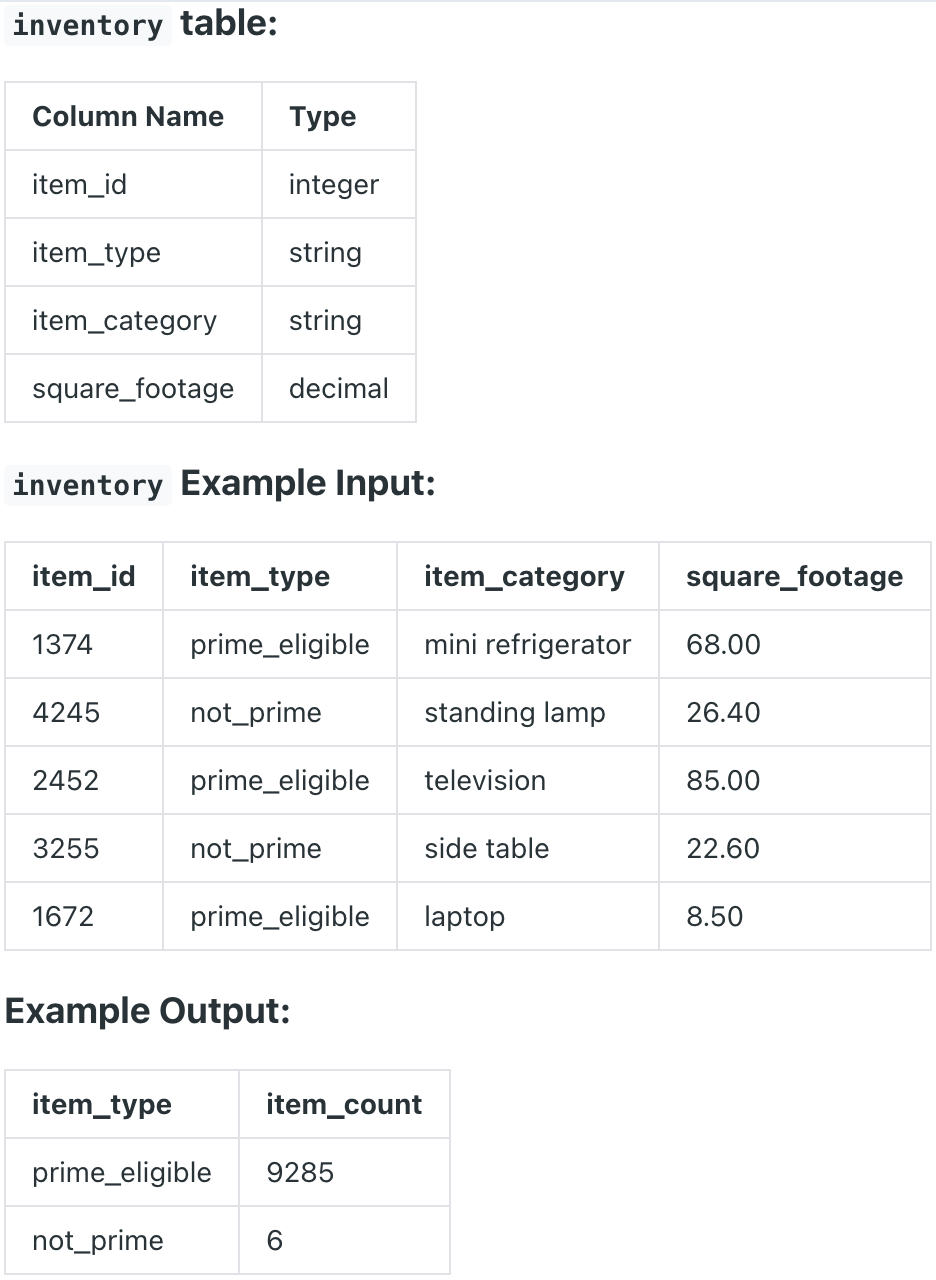 inventory table:
Column Name Type
item_id integer
item_type string
item_category string
square_footage decimal
inventory Example Input:
item_id item_type item_category square_footage
1374 prime_eligible mini refrigerator 68.00
4245 not_prime standing lamp 26.40
2452 prime_eligible television 85.00
3255 not_prime side table 22.60
1672 prime_eligible laptop 8.50
Example Output:
item_type item_count
prime_eligible 9285
not_prime 6